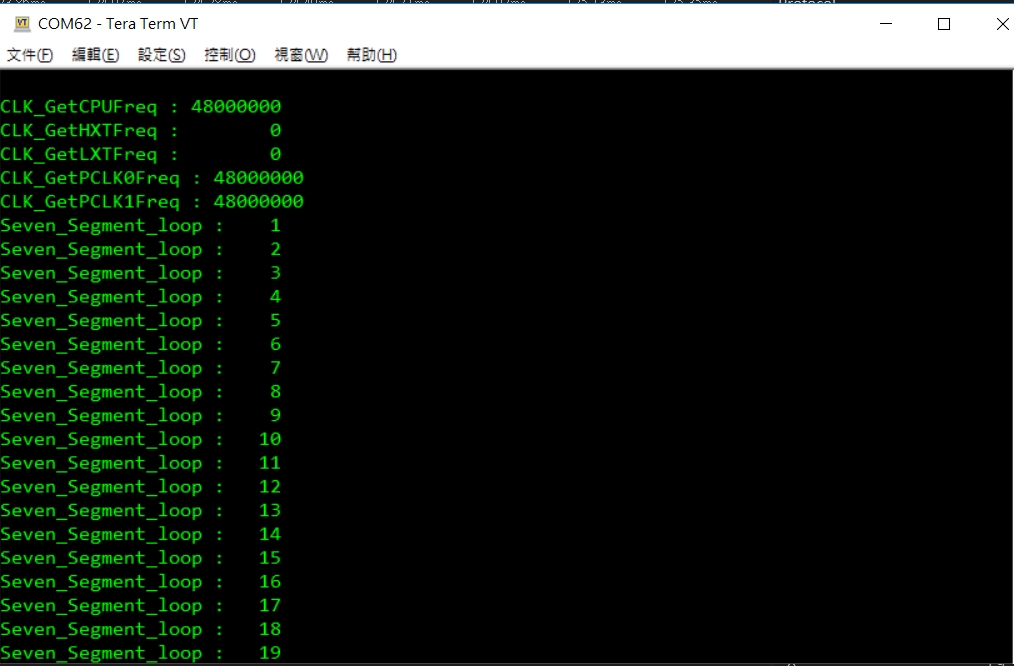 COM62 - Tera Term VT
文件(F) 編輯(E) 設定(S) 控制(O) 視窗(W) 幫助(H)
CLK_GetCPUFreq : 48000000
CLK_GetHXTFreq :        0
CLK_GetLXTFreq :        0
CLK_GetPCLK0Freq : 48000000
CLK_GetPCLK1Freq : 48000000
Seven_Segment_loop :    1
Seven_Segment_loop :    2
Seven_Segment_loop :    3
Seven_Segment_loop :    4
Seven_Segment_loop :    5
Seven_Segment_loop :    6
Seven_Segment_loop :    7
Seven_Segment_loop :    8
Seven_Segment_loop :    9
Seven_Segment_loop :   10
Seven_Segment_loop :   11
Seven_Segment_loop :   12
Seven_Segment_loop :   13
Seven_Segment_loop :   14
Seven_Segment_loop :   15
Seven_Segment_loop :   16
Seven_Segment_loop :   17
Seven_Segment_loop :   18
Seven_Segment_loop :   19